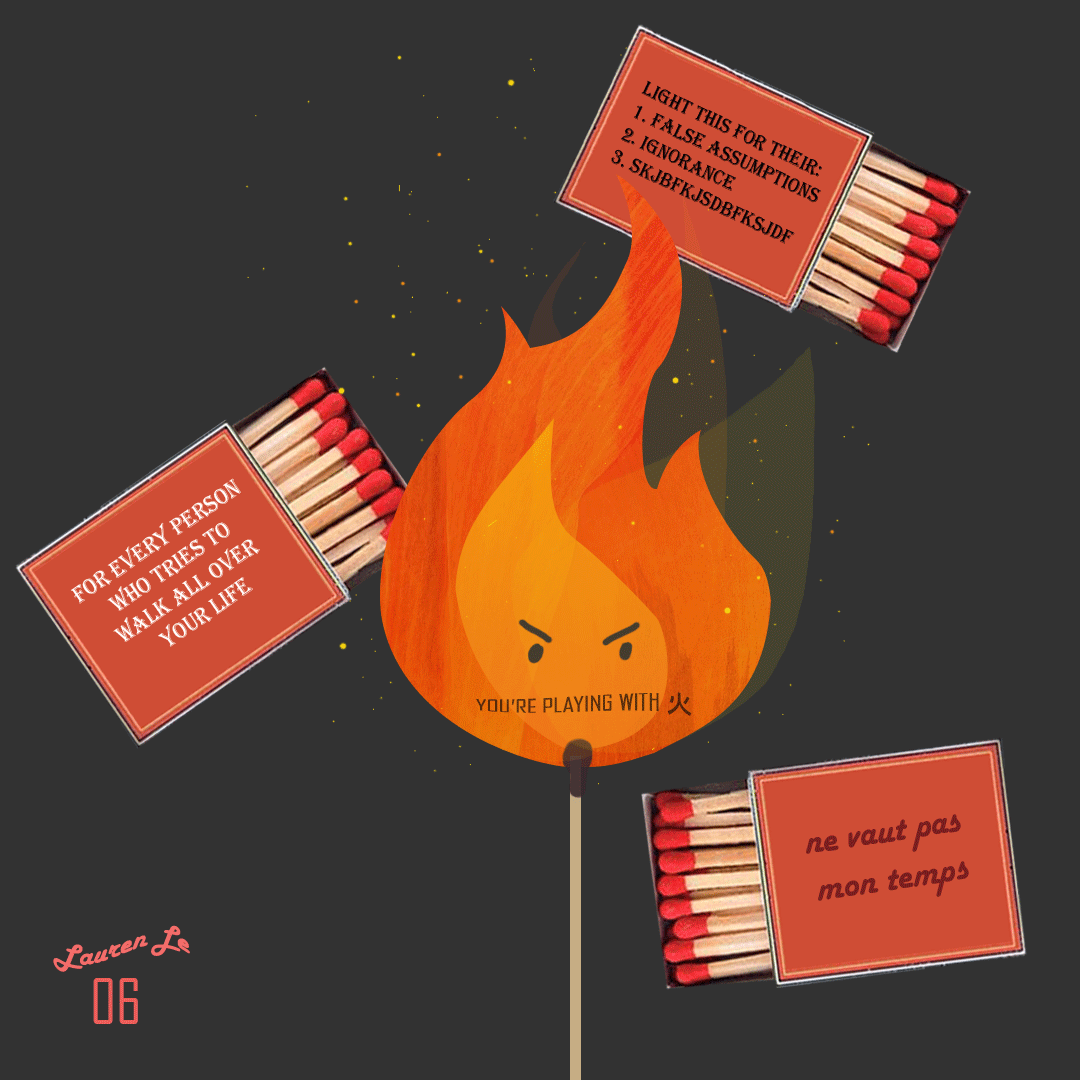 LIGHT THIS FOR THEIR:
1. FALSE ASSUMPTIONS
2. IGNORANCE
3. SKJBFKJSDBFKSJDF
FOR EVERY PERSON
WHO TRIES TO
WALK ALL OVER
YOUR LIFE
YOU'RE PLAYING WITH 火
ne vaut pas
mon temps
Lauren Le
06